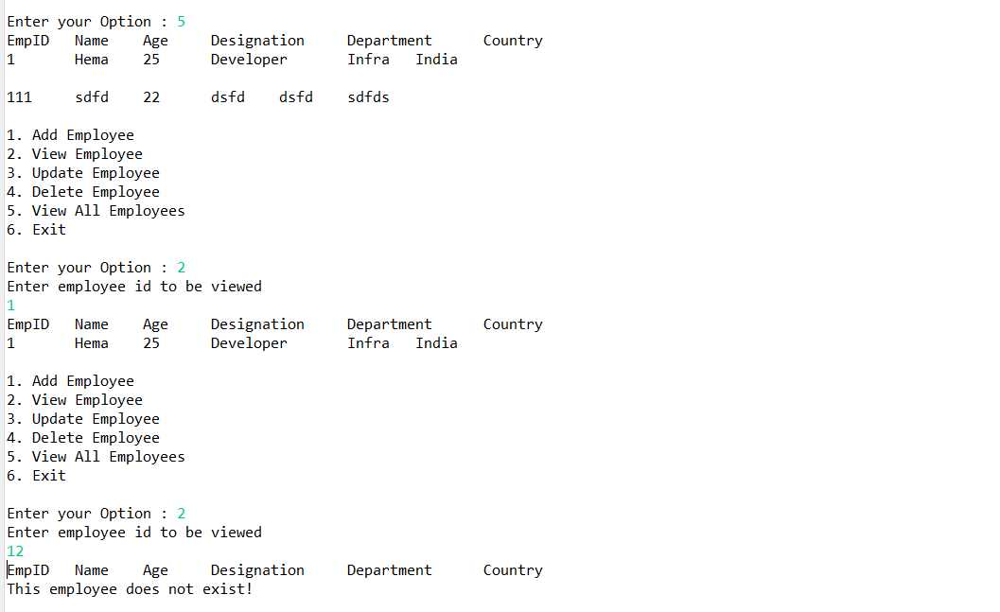 Enter your Option : 5
EmpID   Name    Age     Designation     Department      Country
1       Hema    25      Developer       Infra   India
111     sdfd    22      dsfd    dsfd    sdfds
1. Add Employee
2. View Employee
3. Update Employee
4. Delete Employee
5. View All Employees
6. Exit
Enter your Option : 2
Enter employee id to be viewed
1
EmpID   Name    Age     Designation     Department      Country
1       Hema    25      Developer       Infra   India
1. Add Employee
2. View Employee
3. Update Employee
4. Delete Employee
5. View All Employees
6. Exit
Enter your Option : 2
Enter employee id to be viewed
12
EmpID   Name    Age     Designation     Department      Country
This employee does not exist!